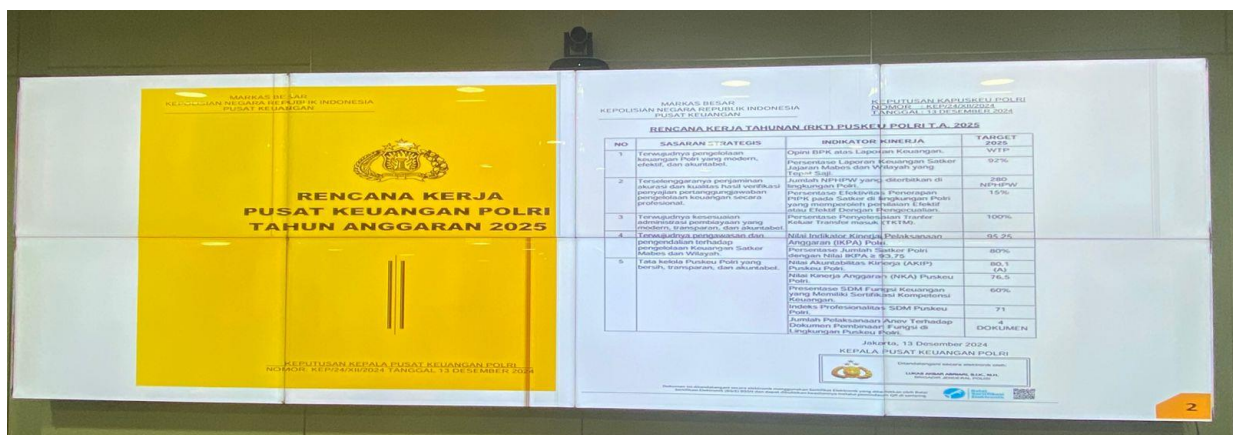 MARKAS BESAR
KEPOLISIAN NEGARA REPUBLIK INDONESIA
PUSAT KEUANGAN
RENCANA KERJA
PUSAT KEUANGAN POLRI
TAHUN ANGGARAN 2025
KEPUTUSAN KEPALA PUSAT KEUANGAN POLRI
NOMOR KEP/24/XII/2024 TANGGAL 13 DESEMBER 2024
MARKAS BESAR
KEPOLISIAN NEGARA REPUBLIK INDONESIA
PUSAT KEUANGAN
KEPUTUSAN KAPUSKEU POLRI
NOMOR : KEP/24/XII/2024
TANGGAL : 13 DESEMBER 2024
RENCANA KERJA TAHUNAN (RKT) PUSKEU POLRI T.A. 2025
NO SASARAN STRATEGIS INDIKATOR KINERJA TARGET 2025
1 Terwujudnya pengelolaan
keuangan Polri yang modern,
efektif, dan akuntabel.
Opini BPK atas Laporan Keuangan. WTP
Persentase Laporan Keuangan Satker 92%
Jajaran Mabes dan Wilayah yang
Tepat Saji.
2 Terselenggaranya penjaminan
akurasi dan kualitas hasil verifikasi
penyajian pertanggungjawaban
pengelolaan keuangan secara
profesional.
Jumlah NPHPW yang diterbitkan di 280
lingkungan Polri. NPHPW
Persentase Efektivitas Penerapan 15%
PIPK pada Satker di lingkungan Polri
yang memperoleh penilaian Efektif
atau Efektif Dengan Pengecualian.
3 Terwujudnya kesesuaian
administrasi pembiayaan yang
modern, transparan, dan akuntabel.
Persentase Penyelesaian Tranfer 100%
Keluar Transfer masuk (TKTM).
4 Terwujudnya pengawasan dan
pengendalian terhadap
pengelolaan Keuangan Satker
Mabes dan Wilayah.
Nilai Indikator Kinerja Pelaksanaan 95,25
Anggaran (IKPA) Polri.
Persentase Jumlah Satker Polri 80%
dengan Nilai IKPA ≥ 93,75
5 Tata kelola Puskeu Polri yang
bersih, transparan, dan akuntabel.
Nilai Akuntabilitas Kinerja (AKIP) 80,1
Puskeu Polri. (A)
Nilai Kinerja Anggaran (NKA) Puskeu 76,5
Polri.
Presentase SDM Fungsi Keuangan 60%
yang Memiliki Sertifikasi Kompetensi
Keuangan.
Indeks Profesionalitas SDM Puskeu 71
Polri.
Jumlah Pelaksanaan Anev Terhadap 4
Dokumen Pembinaan Fungsi di DOKUMEN
Lingkungan Puskeu Polri.
Jakarta, 13 Desember 2024
KEPALA PUSAT KEUANGAN POLRI
Ditandatangani secara elektronik oleh:
2